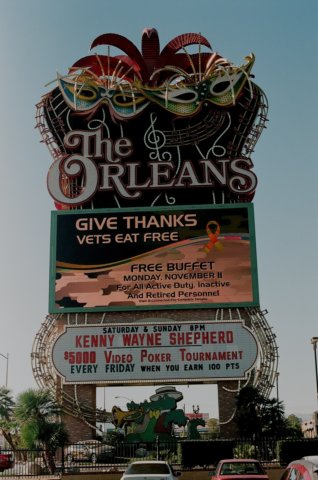 The
ORLEANS
GIVE THANKS
VETS EAT FREE
FREE BUFFET
MONDAY, NOVEMBER 11
For All Active Duty, Inactive
And Retired Personnel
SATURDAY & SUNDAY 8PM
KENNY WAYNE SHEPHERD
$5000 VIDEO POKER TOURNAMENT
EVERY FRIDAY WHEN YOU EARN 100 PTS